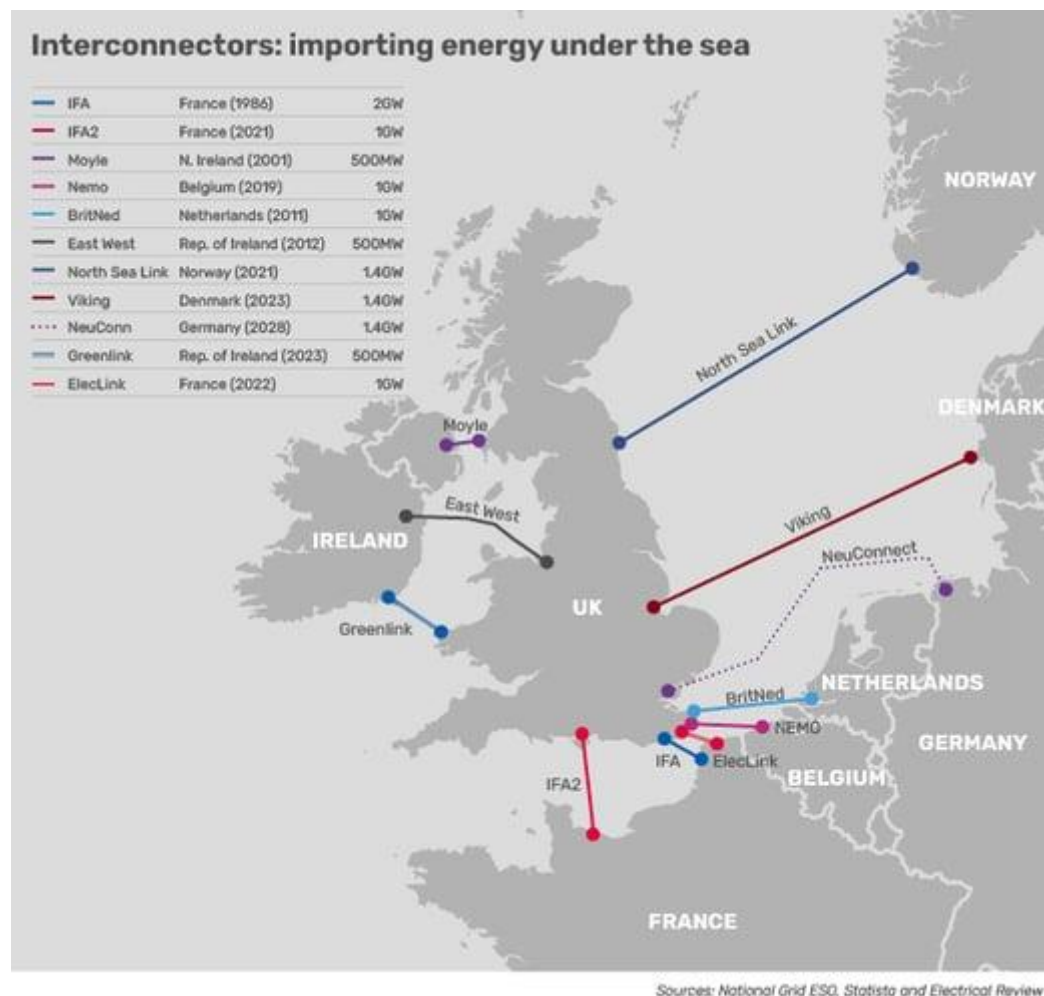 Interconnectors: importing energy under the sea
IFA France (1986) 2GW
IFA2 France (2021) 1GW
Moyle N. Ireland (2001) 500MW
Nemo Belgium (2019) 1GW
BritNed Netherlands (2011) 1GW
East West Rep. of Ireland (2012) 500MW
North Sea Link Norway (2021) 1.4GW
Viking Denmark (2023) 1.4GW
NeuConn Germany (2028) 1.4GW
Greenlink Rep. of Ireland (2023) 500MW
ElecLink France (2022) 1GW
NORWAY
North Sea Link
DENMARK
Moyle
East West
Viking
IRELAND
NeuConnect
UK
Greenlink
NETHERLANDS
BritNed
NEMO
GERMANY
IFA
ElecLink
BELGIUM
IFA2
FRANCE
Sources: National Grid ESO, Statista and Electrical Review